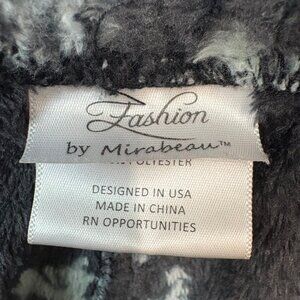 Fashion
by Mirabeau™
POLYESTER
DESIGNED IN USA
MADE IN CHINA
RN OPPORTUNITIES